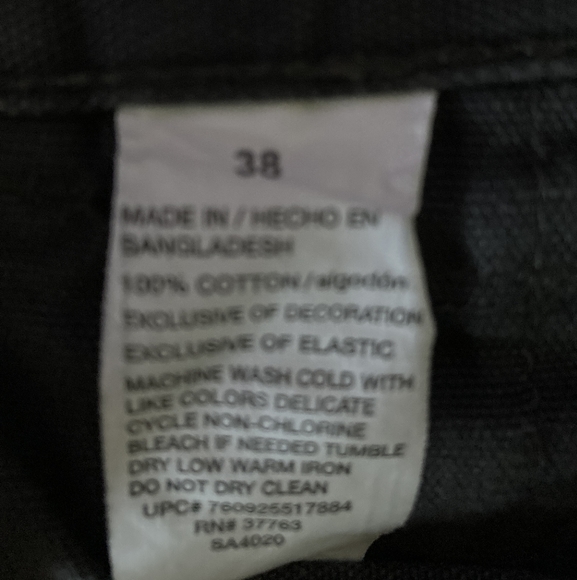 38
MADE IN / HECHO EN
BANGLADESH
100% COTTON / algodón
EXCLUSIVE OF DECORATION
EXCLUSIVE OF ELASTIC
MACHINE WASH COLD WITH
LIKE COLORS DELICATE
CYCLE NON-CHLORINE
BLEACH IF NEEDED TUMBLE
DRY LOW WARM IRON
DO NOT DRY CLEAN
UPC# 760925517884
RN# 37763
SA4020